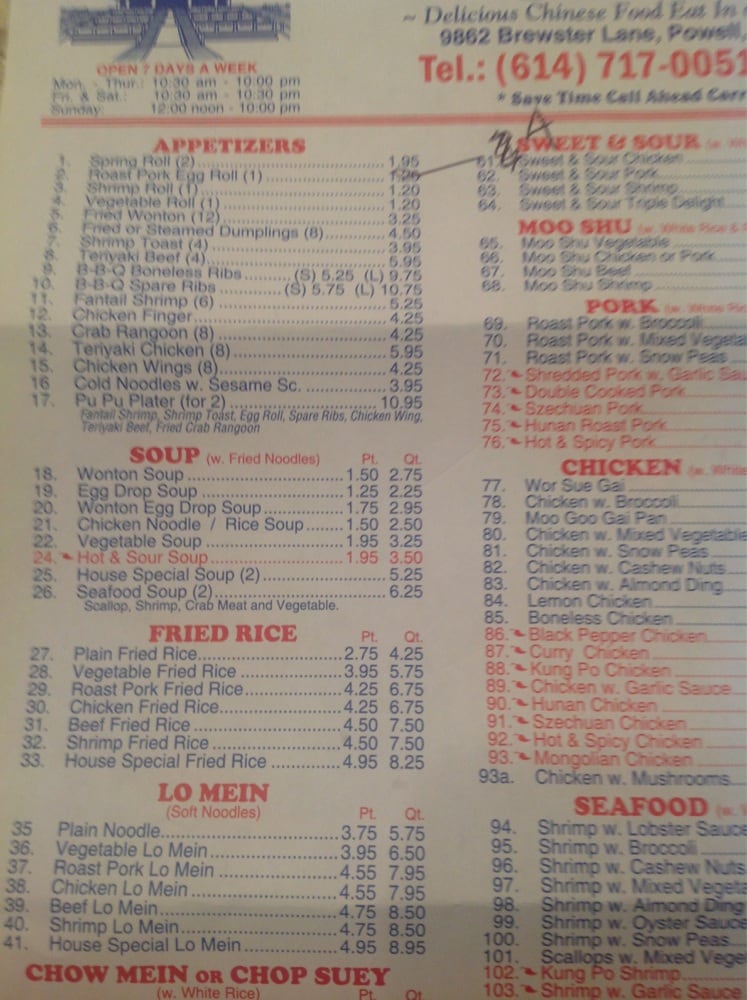 ~ Delicious Chinese Food Eat In
9862 Brewster Lane, Powell,
Tel.: (614) 717-0051
* Save Time Call Ahead
OPEN 7 DAYS A WEEK
Mon. - Thur.: 10:30 am - 10:00 pm
Fri. & Sat.: 10:30 am - 10:30 pm
Sunday: 12:00 noon - 10:00 pm
APPETIZERS
1. Spring Roll (2) 1.95
2. Roast Pork Egg Roll (1)
3. Shrimp Roll (1) 1.20
4. Vegetable Roll (1) 1.20
5. Fried Wonton (12) 3.25
6. Fried or Steamed Dumplings (8) 4.50
7. Shrimp Toast (4) 3.95
8. Teriyaki Beef (4) 5.95
9. B-B-Q Boneless Ribs (S) 5.25 (L) 9.75
10. B-B-Q Spare Ribs (S) 5.75 (L) 10.75
11. Fantail Shrimp (6) 5.25
12. Chicken Finger 4.25
13. Crab Rangoon (8) 4.25
14. Teriyaki Chicken (8) 5.95
15. Chicken Wings (8) 4.25
16 Cold Noodles w. Sesame Sc. 3.95
17. Pu Pu Plater (for 2) 10.95
Fantail Shrimp, Shrimp Toast, Egg Roll, Spare Ribs, Chicken Wing,
Teriyaki Beef, Fried Crab Rangoon
SOUP (w. Fried Noodles) Pt. Qt.
18. Wonton Soup 1.50 2.75
19. Egg Drop Soup 1.25 2.25
20. Wonton Egg Drop Soup 1.75 2.95
21. Chicken Noodle / Rice Soup 1.50 2.50
22. Vegetable Soup 1.95 3.25
24. Hot & Sour Soup 1.95 3.50
25. House Special Soup (2) 5.25
26. Seafood Soup (2) 6.25
Scallop, Shrimp, Crab Meat and Vegetable.
FRIED RICE Pt. Qt.
27. Plain Fried Rice 2.75 4.25
28. Vegetable Fried Rice 3.95 5.75
29. Roast Pork Fried Rice 4.25 6.75
30. Chicken Fried Rice 4.25 6.75
31. Beef Fried Rice 4.50 7.50
32. Shrimp Fried Rice 4.50 7.50
33. House Special Fried Rice 4.95 8.25
LO MEIN
(Soft Noodles) Pt. Qt.
35 Plain Noodle 3.75 5.75
36. Vegetable Lo Mein 3.95 6.50
37. Roast Pork Lo Mein 4.55 7.95
38. Chicken Lo Mein 4.55 7.95
39. Beef Lo Mein 4.75 8.50
40. Shrimp Lo Mein 4.75 8.50
41. House Special Lo Mein 4.95 8.95
CHOW MEIN OR CHOP SUEY
(w. White Rice) Pt. Qt.
SWEET & SOUR
61. Sweet & Sour Chicken
62. Sweet & Sour Pork
63. Sweet & Sour Shrimp
64. Sweet & Sour Triple Delight
MOO SHU (w. White Rice &
65. Moo Shu Vegetable
66. Moo Shu Chicken or Pork
67. Moo Shu Beef
68. Moo Shu Shrimp
PORK (w. White Rice
69. Roast Pork w. Broccoli
70. Roast Pork w. Mixed
71. Roast Pork w. Snow Peas
72. Shredded Pork w. Garlic
73. Double Cooked Pork
74. Szechuan Pork
75. Hunan Roast Pork
76. Hot & Spicy Pork
CHICKEN (w. White
77. Wor Sue Gai
78. Chicken w. Broccoli
79. Moo Goo Gai Pan
80. Chicken w. Mixed Vegetable
81. Chicken w. Snow Peas
82. Chicken w. Cashew Nuts
83. Chicken w. Almond Ding
84. Lemon Chicken
85. Boneless Chicken
86. Black Pepper Chicken
87. Curry Chicken
88. Kung Po Chicken
89. Chicken w. Garlic Sauce
90. Hunan Chicken
91. Szechuan Chicken
92. Hot & Spicy Chicken
93. Mongolian Chicken
93a. Chicken w. Mushrooms
SEAFOOD
94. Shrimp w. Lobster Sauce
95. Shrimp w. Broccoli
96. Shrimp w. Cashew Nuts
97. Shrimp w. Mixed
98. Shrimp w. Almond Ding
99. Shrimp w. Oyster Sauce
100. Shrimp w. Snow Peas
101. Scallops w. Mixed
102. Kung Po Shrimp
103. Shrimp w. Garlic Sauce